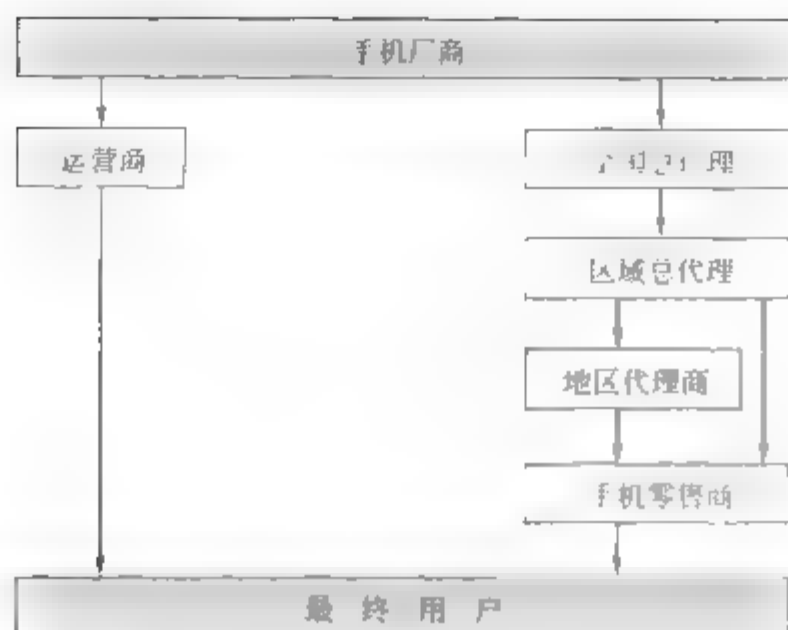 手机厂商
运营商
区域总代理
地区代理商
手机零售商
最终用户